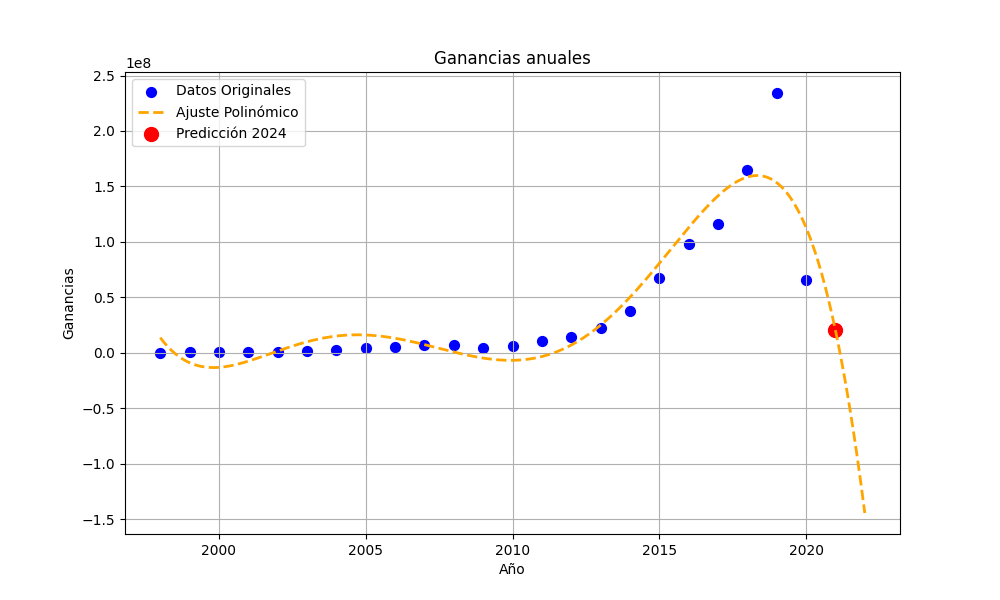 Ganancias anuales
1e8
Datos Originales
Ajuste Polinómico
Predicción 2024
2.5
2.0
1.5
1.0
0.5
0.0
−0.5
−1.0
−1.5
Ganancias
2000 2005 2010 2015 2020
Año